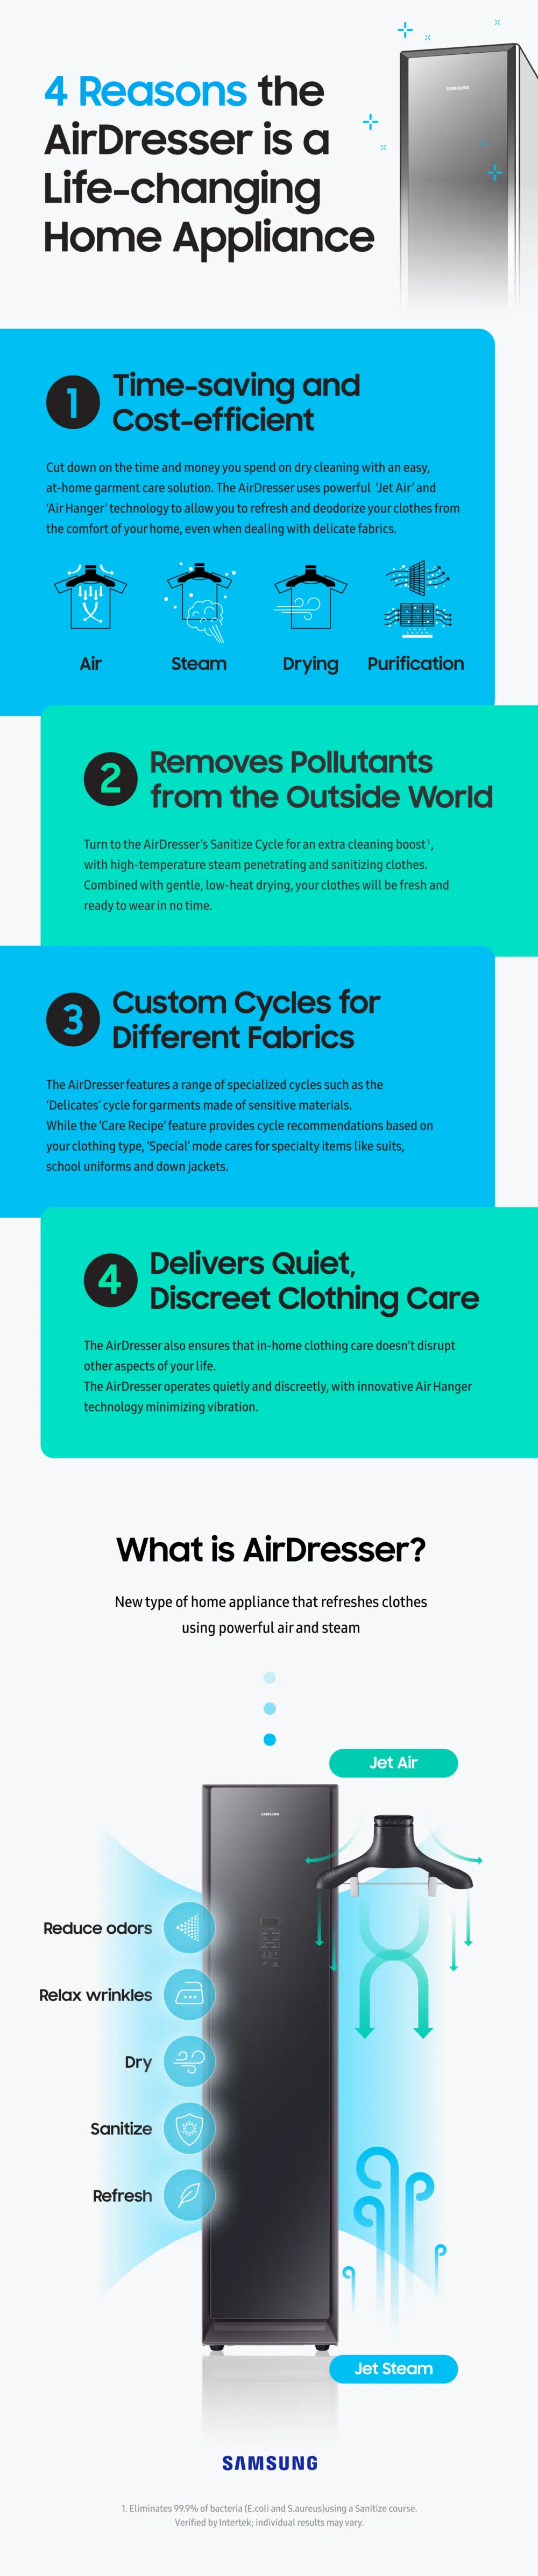 4 Reasons the
AirDresser is a
Life-changing
Home Appliance
SAMSUNG
1
Time-saving and
Cost-efficient
Cut down on the time and money you spend on dry cleaning with an easy,
at-home garment care solution. The AirDresser uses powerful 'Jet Air' and
'Air Hanger' technology to allow you to refresh and deodorize your clothes from
the comfort of your home, even when dealing with delicate fabrics.
Air
Steam
Drying
Purification
2
Removes Pollutants
from the Outside World
Turn to the AirDresser's Sanitize Cycle for an extra cleaning boost¹,
with high-temperature steam penetrating and sanitizing clothes.
Combined with gentle, low-heat drying, your clothes will be fresh and
ready to wear in no time.
3
Custom Cycles for
Different Fabrics
The AirDresser features a range of specialized cycles such as the
'Delicates' cycle for garments made of sensitive materials.
While the 'Care Recipe' feature provides cycle recommendations based on
your clothing type, 'Special' mode cares for specialty items like suits,
school uniforms and down jackets.
4
Delivers Quiet,
Discreet Clothing Care
The AirDresser also ensures that in-home clothing care doesn't disrupt
other aspects of your life.
The AirDresser operates quietly and discreetly, with innovative Air Hanger
technology minimizing vibration.
What is AirDresser?
New type of home appliance that refreshes clothes
using powerful air and steam
Jet Air
SAMSUNG
Reduce odors
Relax wrinkles
Dry
Sanitize
Refresh
Jet Steam
SAMSUNG
1. Eliminates 99.9% of bacteria (E.coli and S.aureus)using a Sanitize course.
Verified by Intertek; individual results may vary.